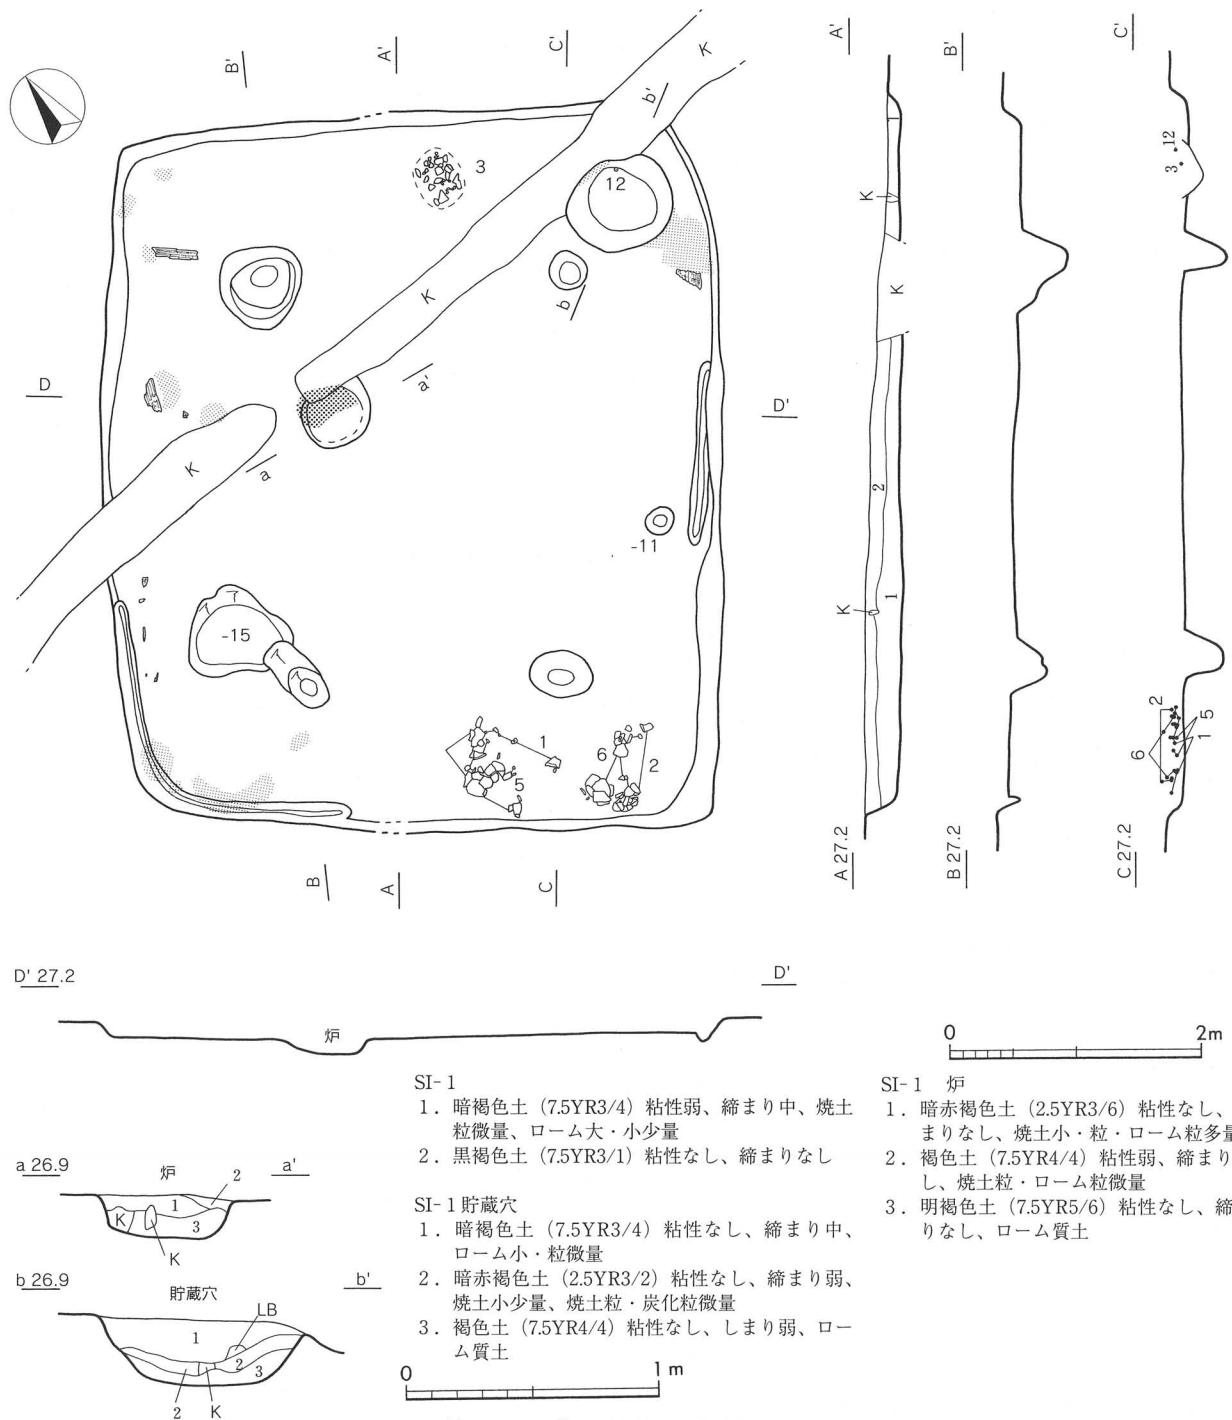 A'
B'
C'
K
b'
3
12
K
b
a'
D
D'
K
a
-11
-15
1
6
2
5
B
A
C
A'
K
K
2
1
K
A 27.2
B'
B 27.2
C'
12
3
2
5
1
6
C 27.2
D' 27.2
D'
炉
0 2m
SI-1
1．暗褐色土（7.5YR3/4）粘性弱、締まり中、焼土
粒微量、ローム大・小少量
2．黒褐色土（7.5YR3/1）粘性なし、締まりなし
SI-1 貯蔵穴
1．暗褐色土（7.5YR3/4）粘性なし、締まり中、
ローム小・粒微量
2．暗赤褐色土（2.5YR3/2）粘性なし、締まり弱、
焼土小少量、焼土粒・炭化粒微量
3．褐色土（7.5YR4/4）粘性なし、しまり弱、ロー
ム質土
SI-1 炉
1．暗赤褐色土（2.5YR3/6）粘性なし、
まりなし、焼土小・粒・ローム粒多量
2．褐色土（7.5YR4/4）粘性弱、締まり
し、焼土粒・ローム粒微量
3．明褐色土（7.5YR5/6）粘性なし、締
りなし、ローム質土
a 26.9
炉
a'
2
1
K
3
K
b 26.9
貯蔵穴
b'
LB
1
2
3
2
K
0 1m